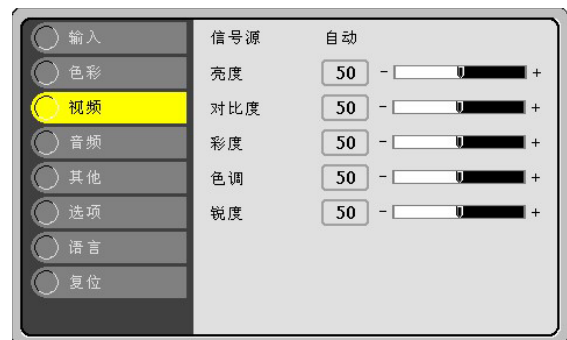 输入
色彩
视频
音频
其他
选项
语言
复位
信号源 自动
亮度 50 - +
对比度 50 - +
彩度 50 - +
色调 50 - +
锐度 50 - +